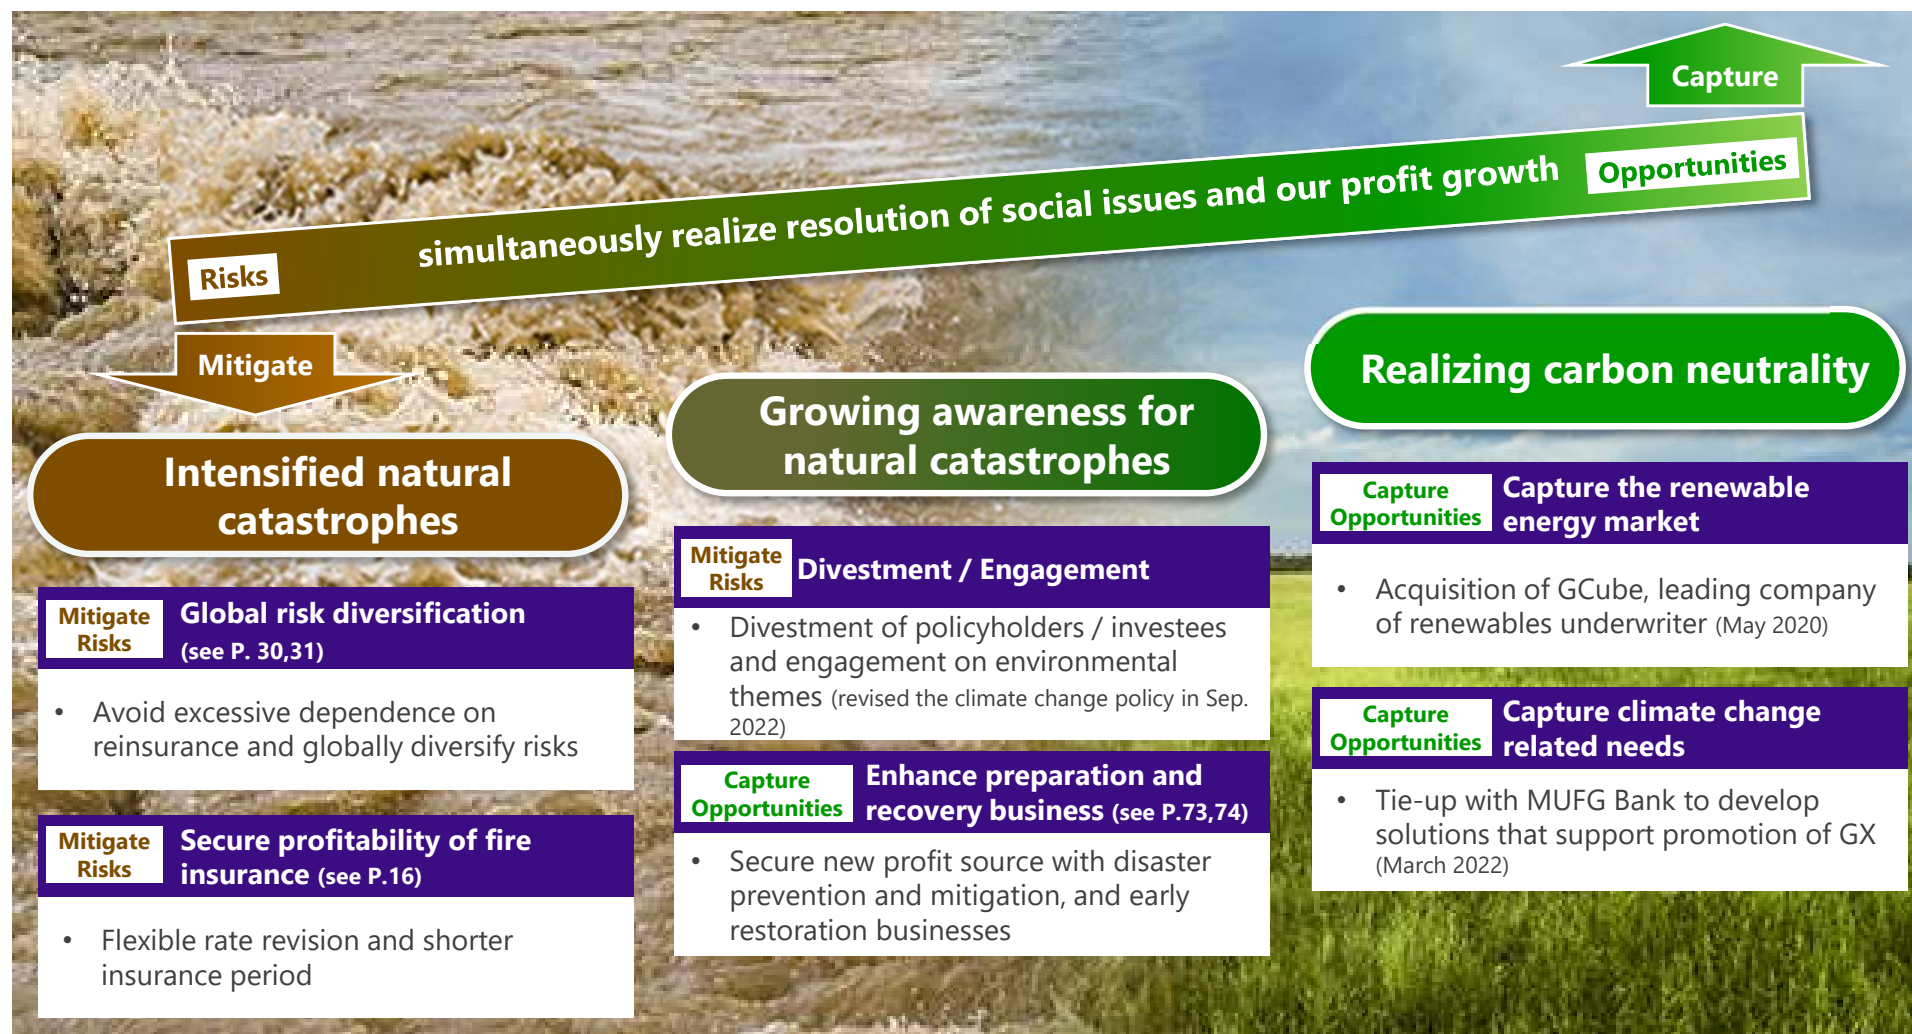 Capture
simultaneously realize resolution of social issues and our profit growth
Opportunities
Risks
Mitigate
Intensified natural
catastrophes
Mitigate
Risks
Global risk diversification
(see P. 30,31)
• Avoid excessive dependence on
reinsurance and globally diversify risks
Mitigate
Risks
Secure profitability of fire
insurance (see P.16)
• Flexible rate revision and shorter
insurance period
Growing awareness for
natural catastrophes
Mitigate
Risks
Divestment / Engagement
• Divestment of policyholders / investees
and engagement on environmental
themes (revised the climate change policy in Sep.
2022)
Capture
Opportunities
Enhance preparation and
recovery business (see P.73,74)
• Secure new profit source with disaster
prevention and mitigation, and early
restoration businesses
Realizing carbon neutrality
Capture
Opportunities
Capture the renewable
energy market
• Acquisition of GCube, leading company
of renewables underwriter (May 2020)
Capture
Opportunities
Capture climate change
related needs
• Tie-up with MUFG Bank to develop
solutions that support promotion of GX
(March 2022)